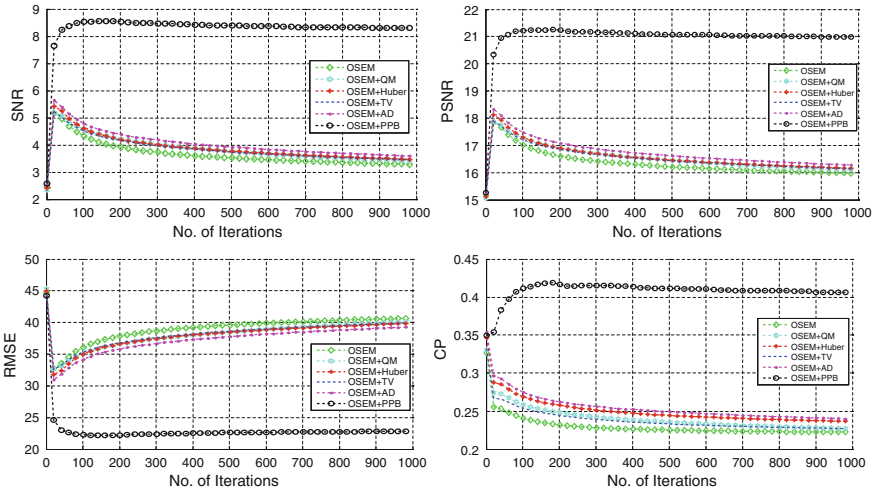 9
8
7
6
5
4
3
2
SNR
0 100 200 300 400 500 600 700 800 900 1000
No. of Iterations
OSEM
OSEM+QM
OSEM+Huber
OSEM+TV
OSEM+AD
OSEM+PPB
22
21
20
19
18
17
16
15
PSNR
0 100 200 300 400 500 600 700 800 900 1000
No. of Iterations
OSEM
OSEM+QM
OSEM+Huber
OSEM+TV
OSEM+AD
OSEM+PPB
50
45
40
35
30
25
20
RMSE
0 100 200 300 400 500 600 700 800 900 1000
No. of Iterations
OSEM
OSEM+QM
OSEM+Huber
OSEM+TV
OSEM+AD
OSEM+PPB
0.45
0.4
0.35
0.3
0.25
0.2
CP
0 100 200 300 400 500 600 700 800 900 1000
No. of Iterations
OSEM
OSEM+QM
OSEM+Huber
OSEM+TV
OSEM+AD
OSEM+PPB